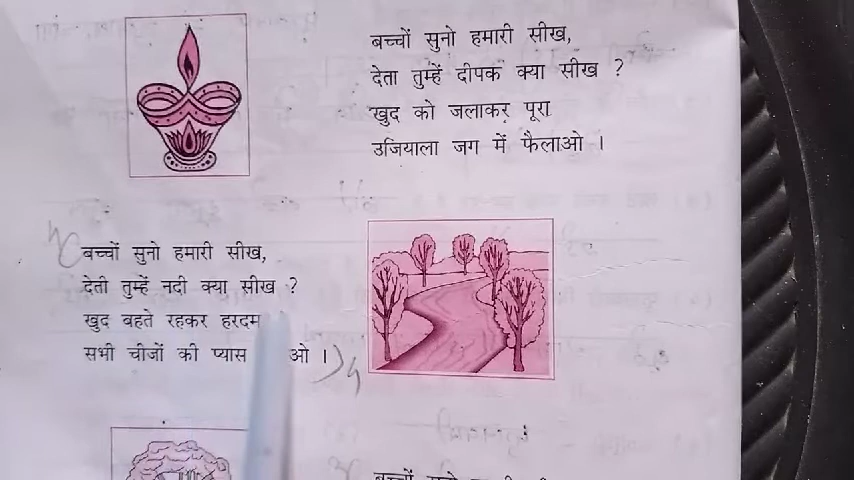 बच्चों सुनो हमारी सीख,
देता तुम्हें दीपक क्या सीख ?
खुद को जलाकर पूरा
उजियाला जग में फैलाओ ।
बच्चों सुनो हमारी सीख,
देती तुम्हें नदी क्या सीख ?
खुद बहते रहकर हरदम
सभी चीजों की प्यास ओ ।